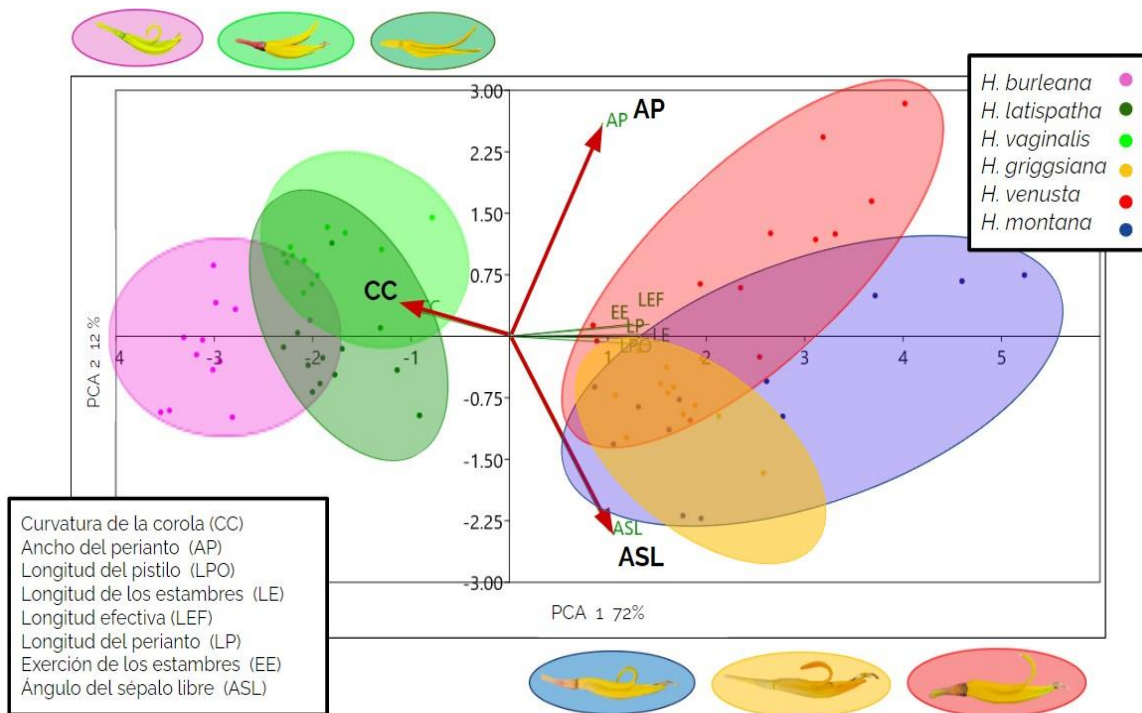 H. burleana
H. latispatha
H. vaginalis
H. griggsiana
H. venusta
H. montana
3.00
AP AP
2.25
1.50
0.75
CC
EE LEF
LP LE
LPO
4 -3 -2 -1 1 2 3 4 5
-0.75
-1.50
-2.25
ASL
ASL
-3.00
PCA 2 12 %
PCA 1 72%
Curvatura de la corola (CC)
Ancho del perianto (AP)
Longitud del pistilo (LPO)
Longitud de los estambres (LE)
Longitud efectiva (LEF)
Longitud del perianto (LP)
Exerción de los estambres (EE)
Ángulo del sépalo libre (ASL)